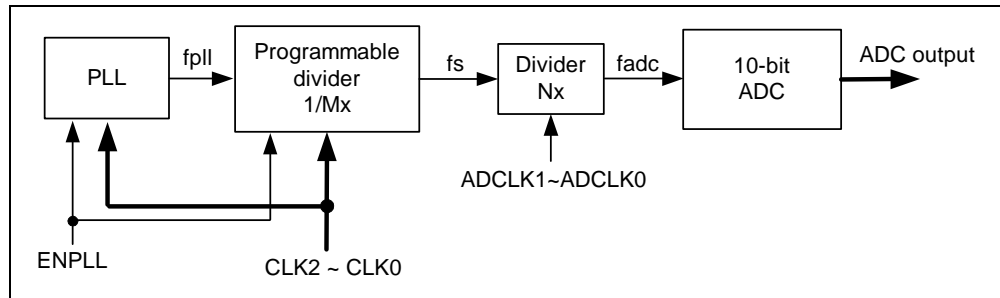 PLL
fpll
Programmable
divider
1/Mx
fs
Divider
Nx
fadc
10-bit
ADC
ADC output
ADCLK1~ADCLK0
ENPLL
CLK2 ~ CLK0